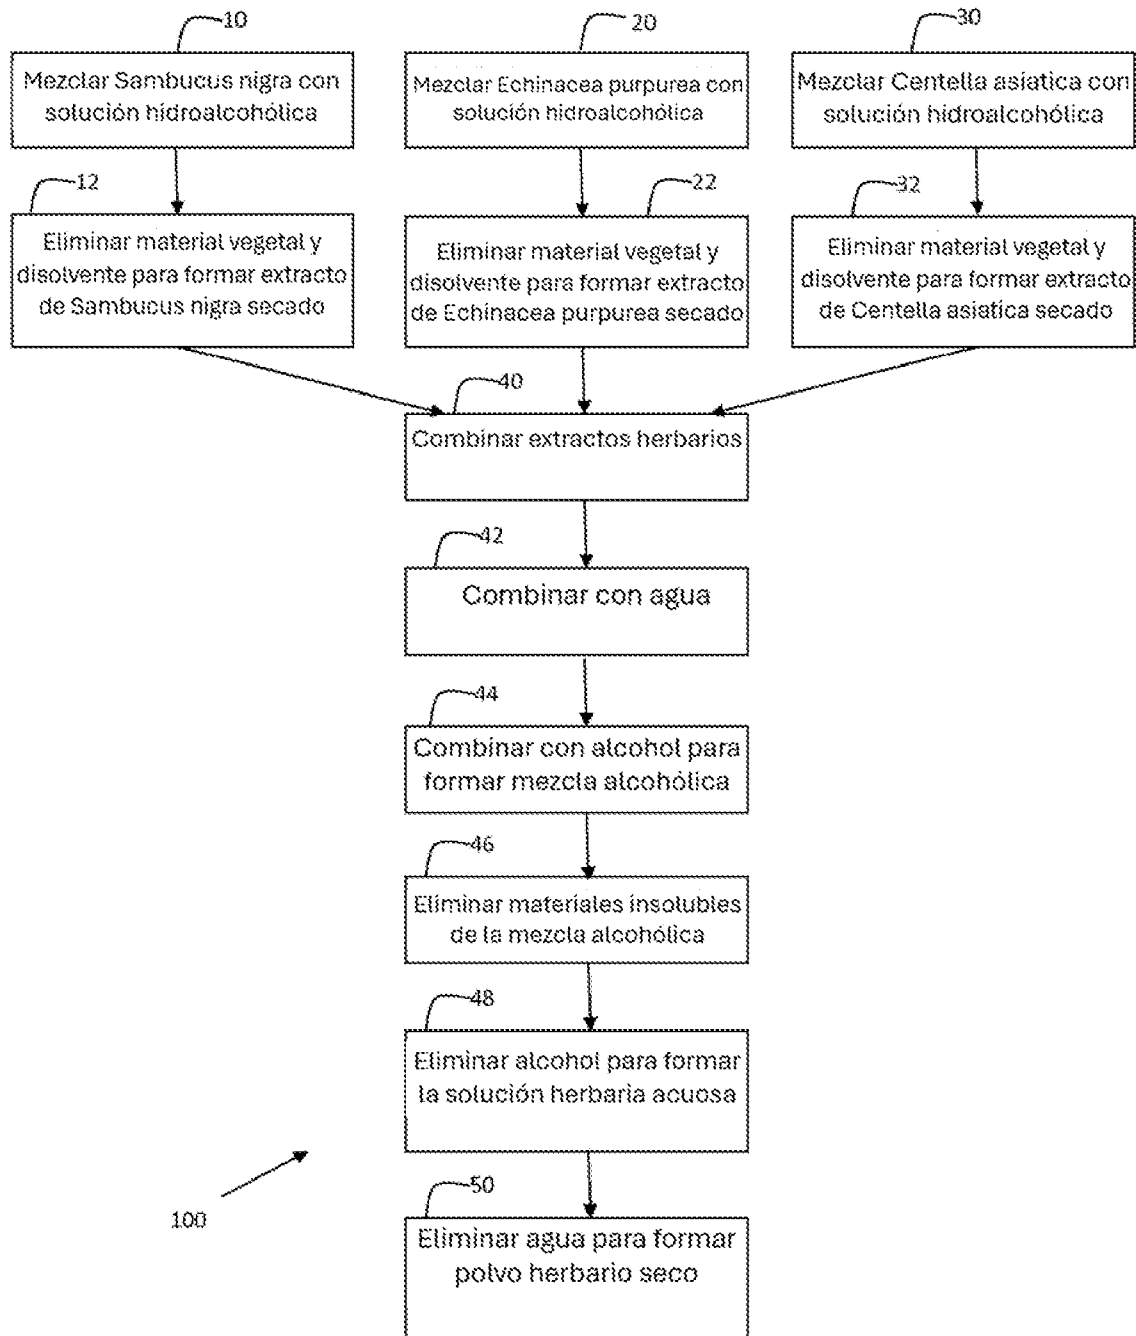 10
Mezclar Sambucus nigra con
solución hidroalcohólica
20
Mezclar Echinacea purpurea con
solución hidroalcohólica
30
Mezclar Centella asiatica con
solución hidroalcohólica
12
Eliminar material vegetal y
disolvente para formar extracto
de Sambucus nigra secado
22
Eliminar material vegetal y
disolvente para formar extracto
de Echinacea purpurea secado
32
Eliminar material vegetal y
disolvente para formar extracto
de Centella asiatica secado
40
Combinar extractos herbarios
42
Combinar con agua
44
Combinar con alcohol para
formar mezcla alcohólica
46
Eliminar materiales insolubles
de la mezcla alcohólica
48
Eliminar alcohol para formar
la solución herbaria acuosa
100
50
Eliminar agua para formar
polvo herbario seco